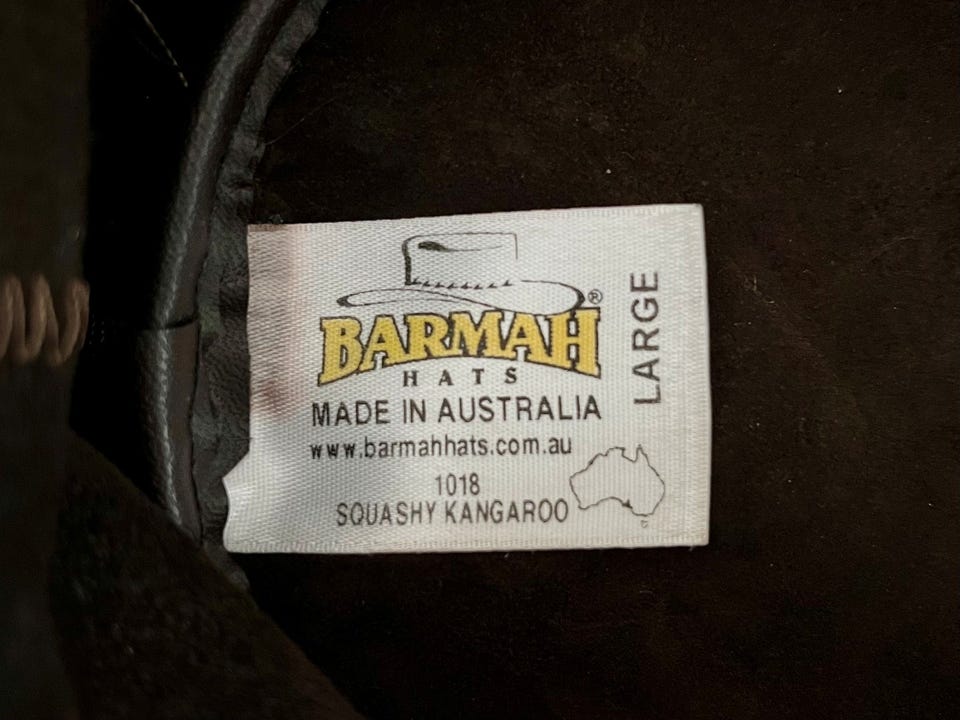 ®
BARMAH
HATS
MADE IN AUSTRALIA
www.barmahhats.com.au
1018
SQUASHY KANGAROO
LARGE